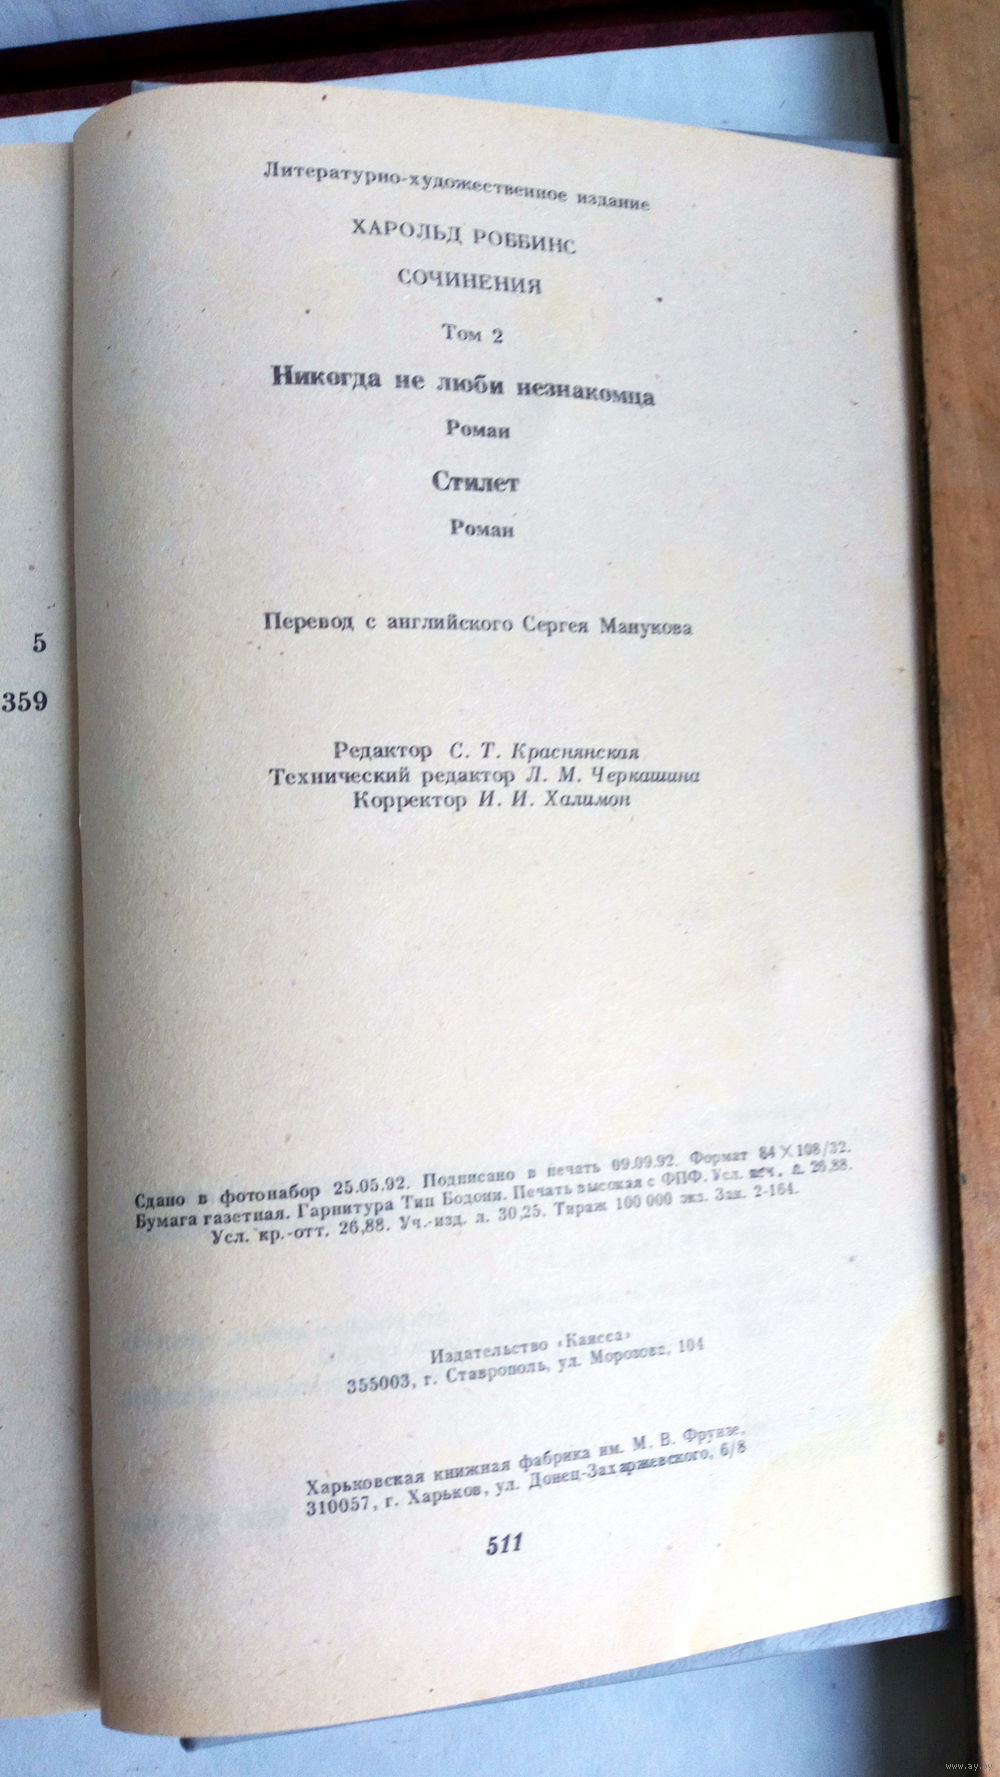 5
359
Литературно-художественное издание
ХАРОЛЬД РОББИНС
СОЧИНЕНИЯ
Том 2
Никогда не люби незнакомца
Роман
Стилет
Роман
Перевод с английского Сергея Манукова
Редактор С. Т. Краснянская
Технический редактор Л. М. Черкашина
Корректор И. И. Халимон
Сдано в фотонабор 25.05.92. Подписано в печать 09.09.92. Формат 84×108/32.
Бумага газетная. Гарнитура Тип Бодони. Печать высокая с ФПФ. Усл. печ. л. 26,88.
Усл. кр.-отт. 26,88. Уч.-изд. л. 30,25. Тираж 100 000 экз. Зак. 2-164.
Издательство «Кавеса»
355003, г. Ставрополь, ул. Морозова, 104
Харьковская книжная фабрика им. М. В. Фрунзе,
310057, г. Харьков, ул. Донец-Захаржевского, 6/8
511
www.ay.by